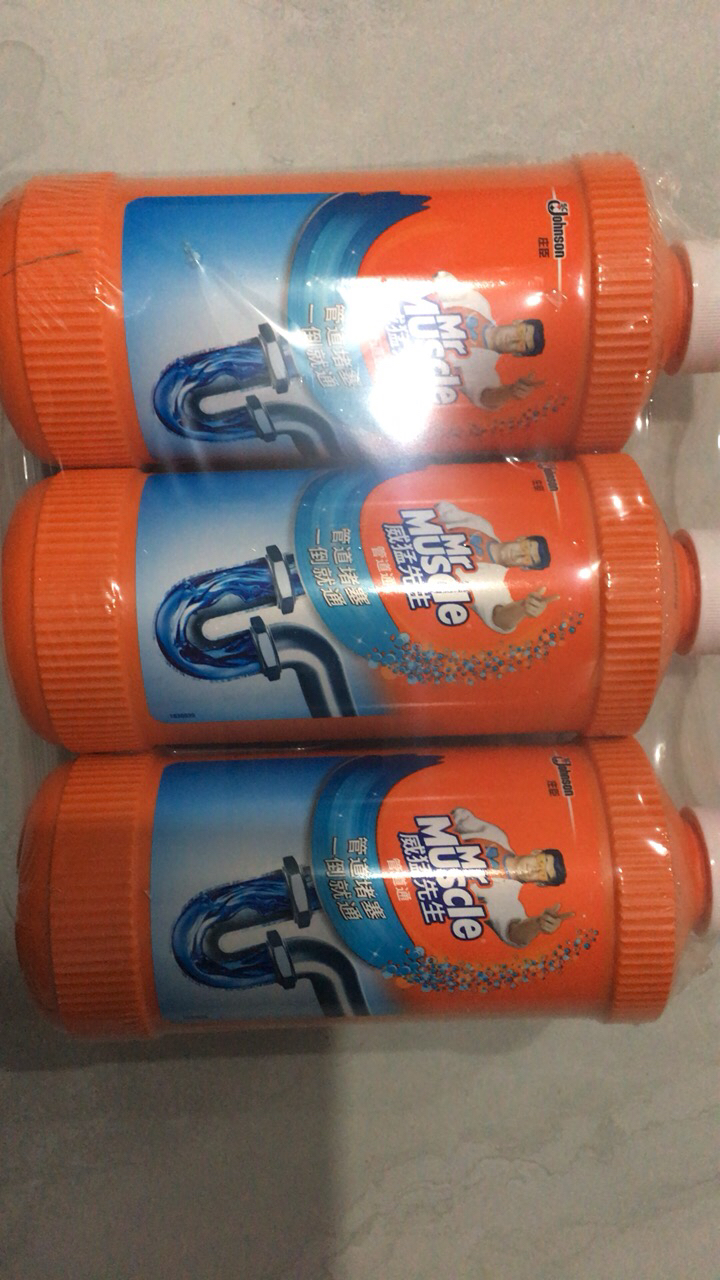 SC Johnson
庄臣
Mr
Muscle
威猛
管道堵塞
一倒就通
Johnson
庄臣
Mr
Muscle
威猛先生
管道通
管道堵塞
一倒就通
SC Johnson
庄臣
Mr
Muscle
威猛先生
管道通
管道堵塞
一倒就通